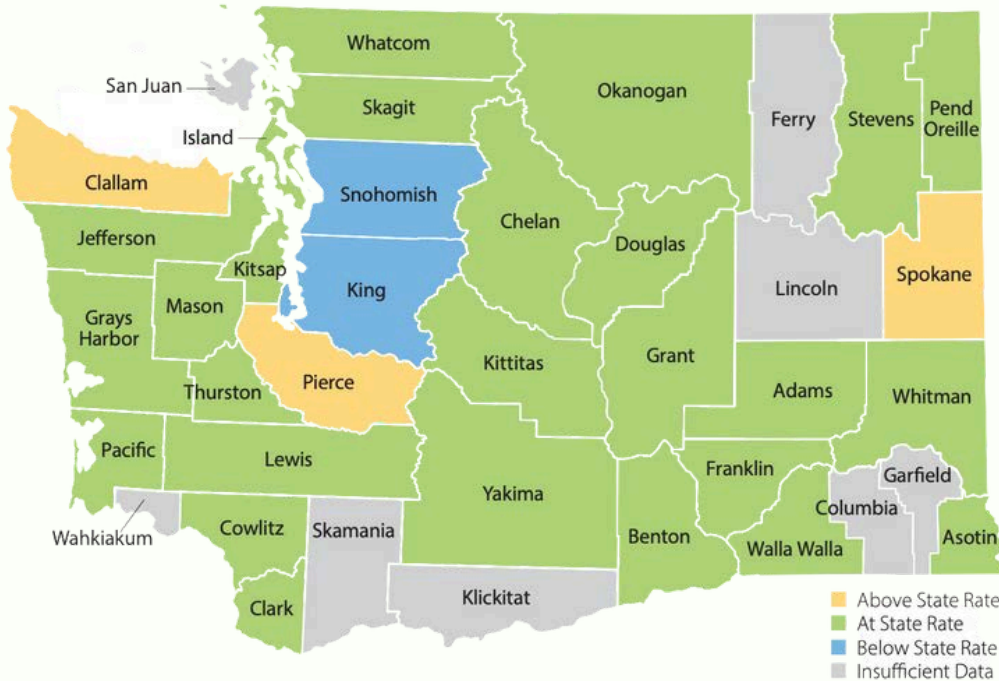 Whatcom
Okanogan
San Juan
Skagit
Ferry
Stevens
Pend
Oreille
Island
Clallam
Snohomish
Chelan
Jefferson
Douglas
Kitsap
Spokane
King
Lincoln
Mason
Grays
Harbor
Kittitas
Grant
Pierce
Thurston
Adams
Whitman
Pacific
Lewis
Franklin
Garfield
Yakima
Columbia
Wahkiakum
Cowlitz
Skamania
Benton
Walla Walla
Asotin
Klickitat
Clark
Above State Rate
At State Rate
Below State Rate
Insufficient Data